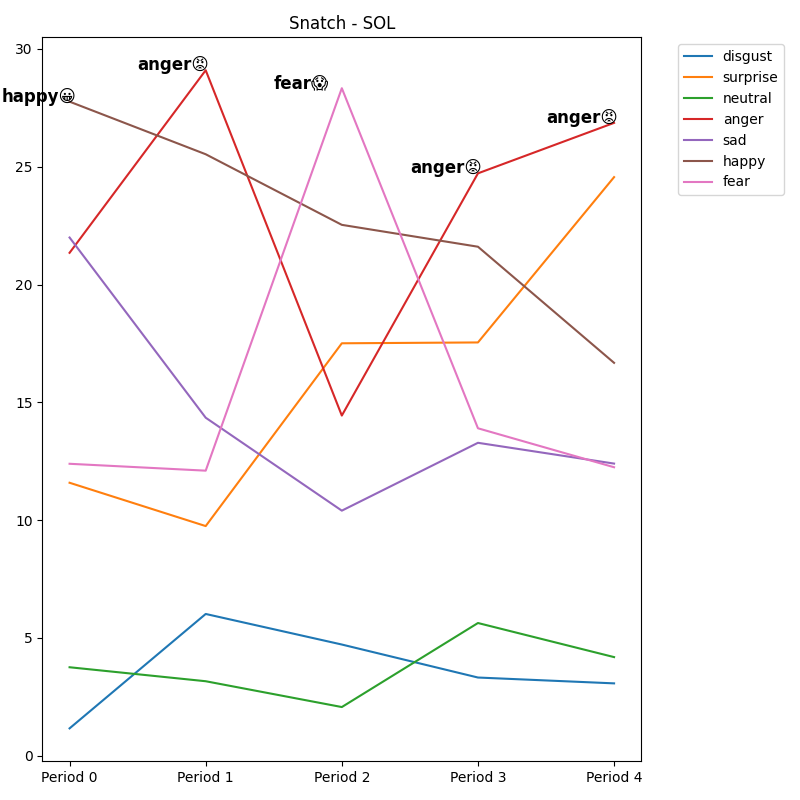 Snatch - SOL
30
25
20
15
10
5
0
happy😀
anger😡
fear😱
anger😡
anger😡
Period 0
Period 1
Period 2
Period 3
Period 4
disgust
surprise
neutral
anger
sad
happy
fear